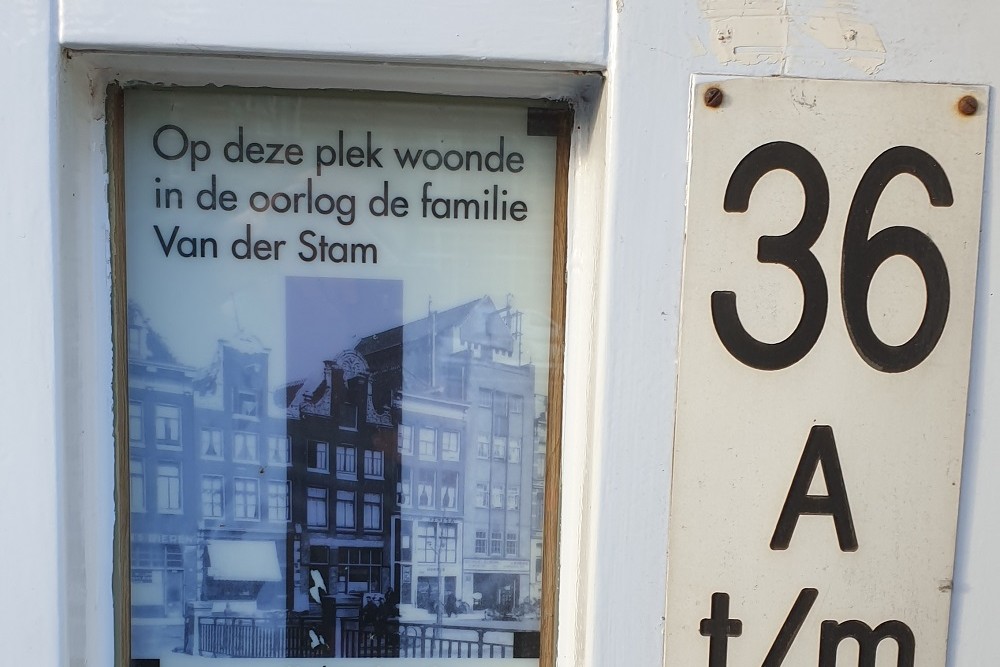 Op deze plek woonde
in de oorlog de familie
Van der Stam
36
A
t/m